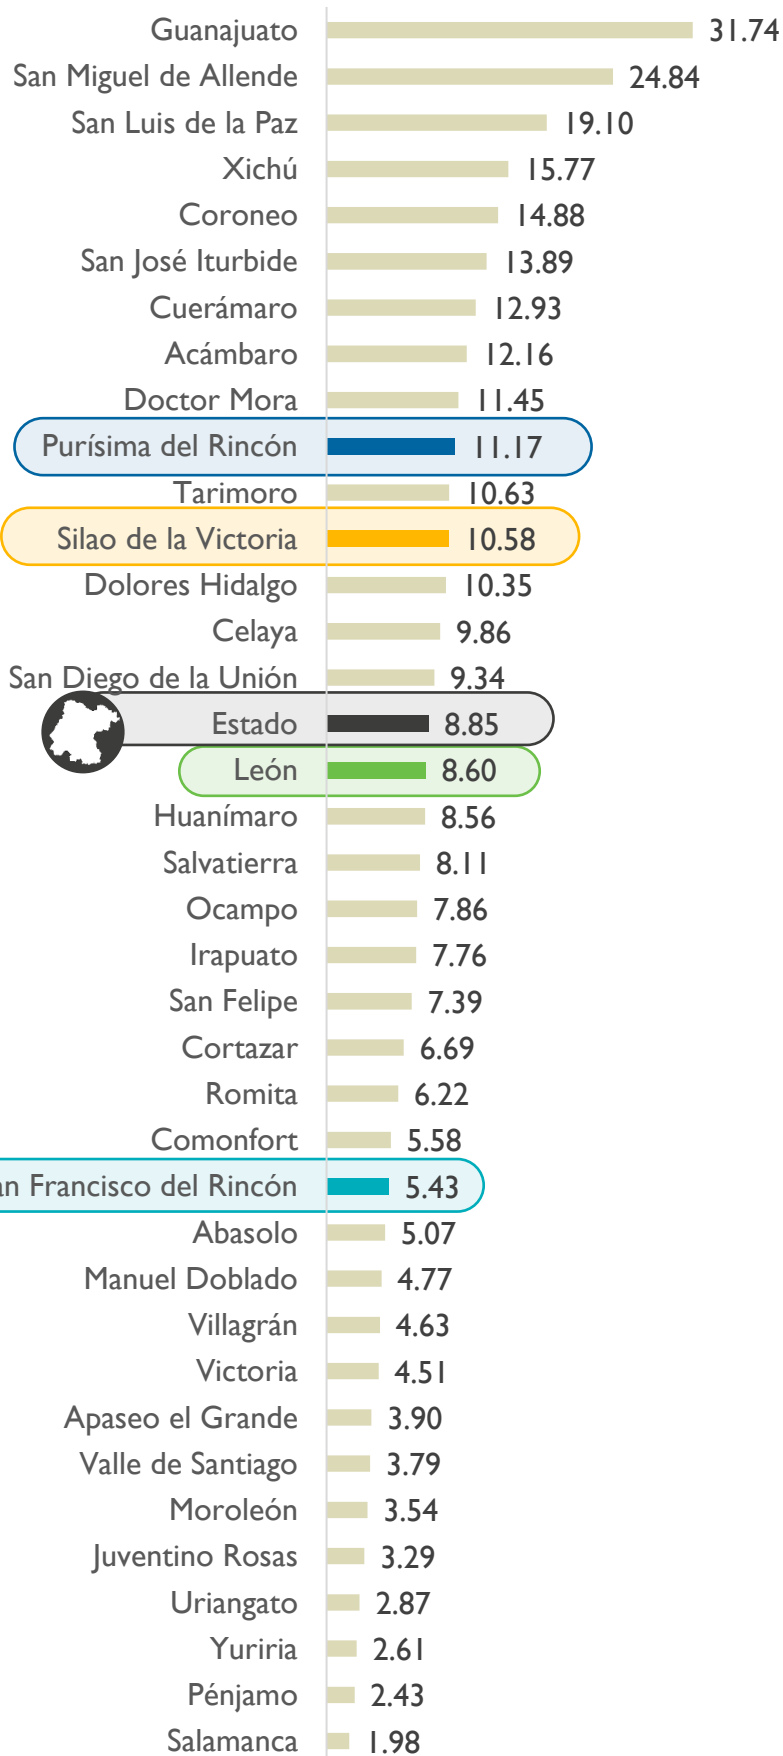 Guanajuato 31.74
San Miguel de Allende 24.84
San Luis de la Paz 19.10
Xichú 15.77
Coroneo 14.88
San José Iturbide 13.89
Cuerámaro 12.93
Acámbaro 12.16
Doctor Mora 11.45
Purísima del Rincón 11.17
Tarimoro 10.63
Silao de la Victoria 10.58
Dolores Hidalgo 10.35
Celaya 9.86
San Diego de la Unión 9.34
Estado 8.85
León 8.60
Huanímaro 8.56
Salvatierra 8.11
Ocampo 7.86
Irapuato 7.76
San Felipe 7.39
Cortazar 6.69
Romita 6.22
Comonfort 5.58
an Francisco del Rincón 5.43
Abasolo 5.07
Manuel Doblado 4.77
Villagrán 4.63
Victoria 4.51
Apaseo el Grande 3.90
Valle de Santiago 3.79
Moroleón 3.54
Juventino Rosas 3.29
Uriangato 2.87
Yuriria 2.61
Pénjamo 2.43
Salamanca 1.98